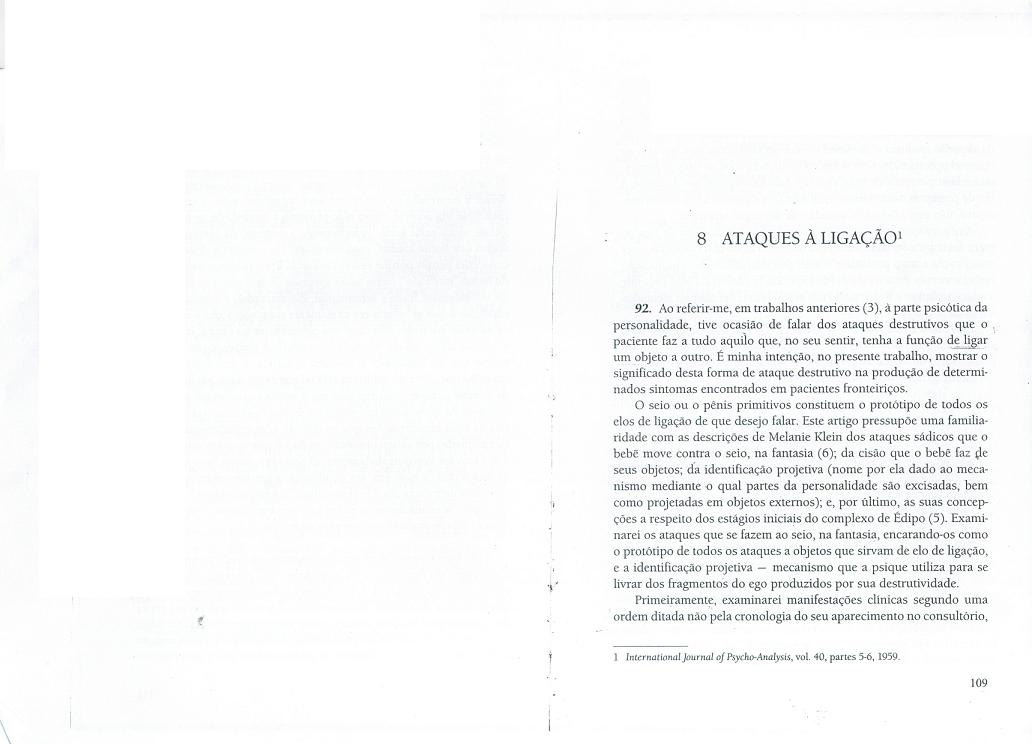 8 ATAQUES À LIGAÇÃO¹
92. Ao referir-me, em trabalhos anteriores (3), à parte psicótica da
personalidade, tive ocasião de falar dos ataques destrutivos que o
paciente faz a tudo aquilo que, no seu sentir, tenha a função de ligar
um objeto a outro. É minha intenção, no presente trabalho, mostrar o
significado desta forma de ataque destrutivo na produção de determi-
nados sintomas encontrados em pacientes fronteiriços.
O seio ou o pênis primitivos constituem o protótipo de todos os
elos de ligação de que desejo falar. Este artigo pressupõe uma familia-
ridade com as descrições de Melanie Klein dos ataques sádicos que o
bebê move contra o seio, na fantasia (6); da cisão que o bebê faz de
seus objetos; da identificação projetiva (nome por ela dado ao meca-
nismo mediante o qual partes da personalidade são excisadas, bem
como projetadas em objetos externos); e, por último, as suas concep-
ções a respeito dos estágios iniciais do complexo de Édipo (5). Exami-
narei os ataques que se fazem ao seio, na fantasia, encarando-os como
o protótipo de todos os ataques a objetos que sirvam de elo de ligação,
e a identificação projetiva — mecanismo que a psique utiliza para se
livrar dos fragmentos do ego produzidos por sua destrutividade.
Primeiramente, examinarei manifestações clínicas segundo uma
ordem ditada não pela cronologia do seu aparecimento no consultório,
1 International Journal of Psycho-Analysis, vol. 40, partes 5-6, 1959.
109